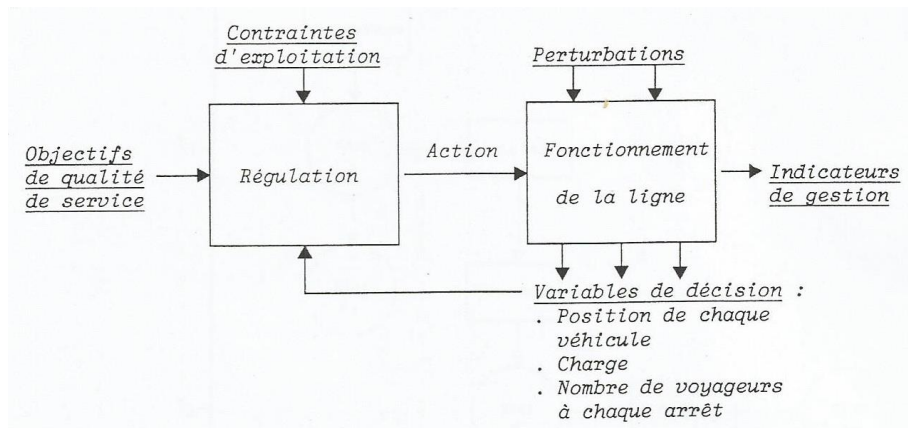 Contraintes
d'exploitation
Perturbations
Objectifs
de qualité
de service
Régulation
Action
Fonctionnement
de la ligne
Indicateurs
de gestion
Variables de décision :
. Position de chaque
véhicule
. Charge
. Nombre de voyageurs
à chaque arrêt